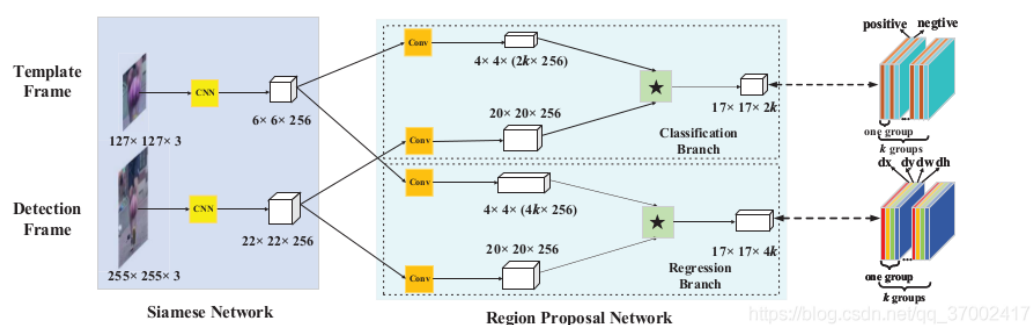 Template
Frame
127× 127× 3
CNN
6× 6× 256
Detection
Frame
255× 255× 3
CNN
22× 22× 256
Siamese Network
Conv
4× 4× (2k× 256)
Conv
20× 20× 256
★
17× 17× 2k
Classification
Branch
Conv
4× 4× (4k× 256)
Conv
20× 20× 256
★
17× 17× 4k
Regression
Branch
Region Proposal Network
positive negtive
...
one group
k groups
dx dy dw dh
...
one group
k groups
https://blog.csdn.net/qq_37002417